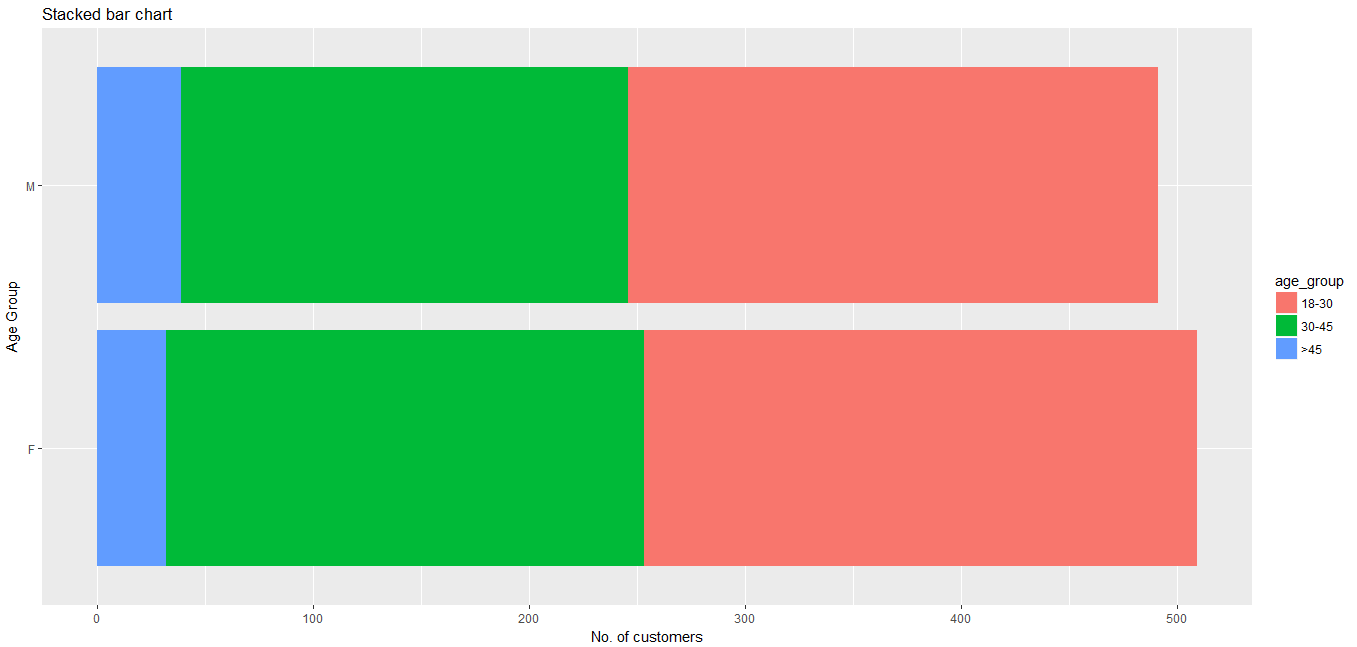 Stacked bar chart
M
F
Age Group
0 100 200 300 400 500
No. of customers
age_group
18-30
30-45
>45